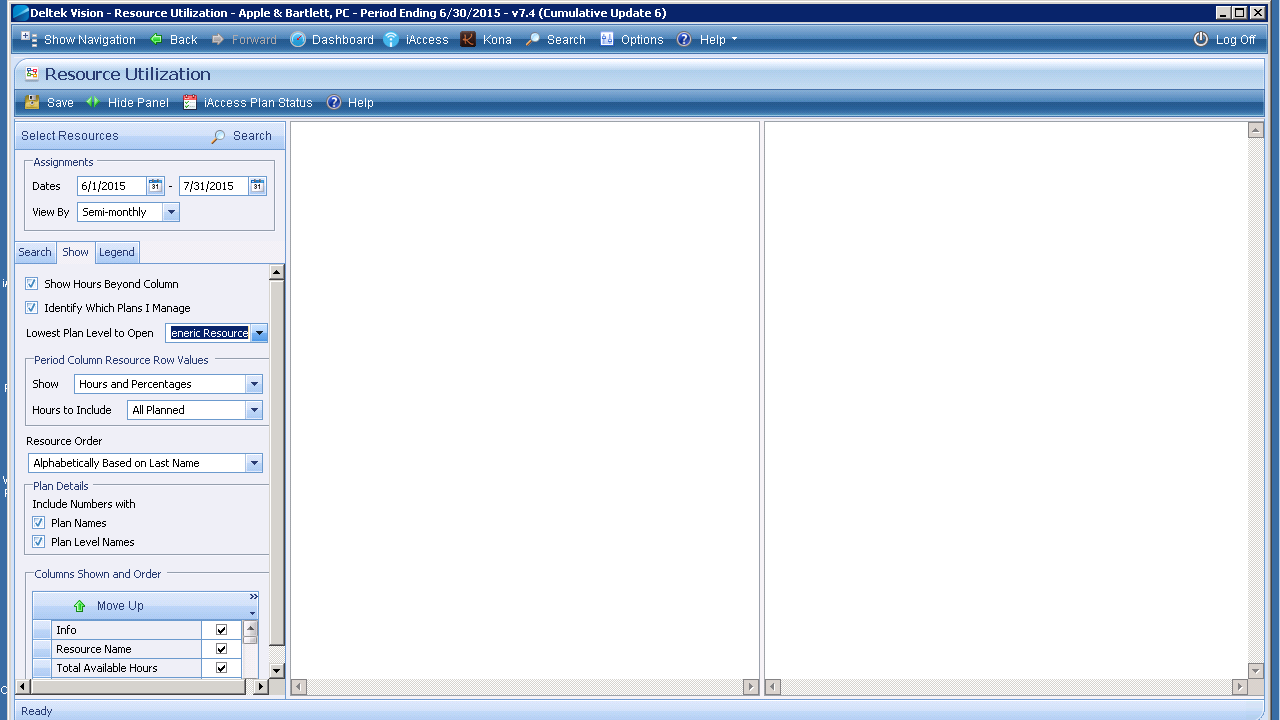 Deltek Vision - Resource Utilization - Apple & Bartlett, PC - Period Ending 6/30/2015 - v7.4 (Cumulative Update 6)
Show Navigation Back Forward Dashboard iAccess Kona Search Options Help Log Off
Resource Utilization
Save Hide Panel iAccess Plan Status Help
Select Resources Search
Assignments
Dates 6/1/2015 31 - 7/31/2015 31
View By Semi-monthly
Search Show Legend
Show Hours Beyond Column
Identify Which Plans I Manage
Lowest Plan Level to Open eneric Resource
Period Column Resource Row Values
Show Hours and Percentages
Hours to Include All Planned
Resource Order
Alphabetically Based on Last Name
Plan Details
Include Numbers with
Plan Names
Plan Level Names
Columns Shown and Order
Move Up
Info
Resource Name
Total Available Hours
Ready